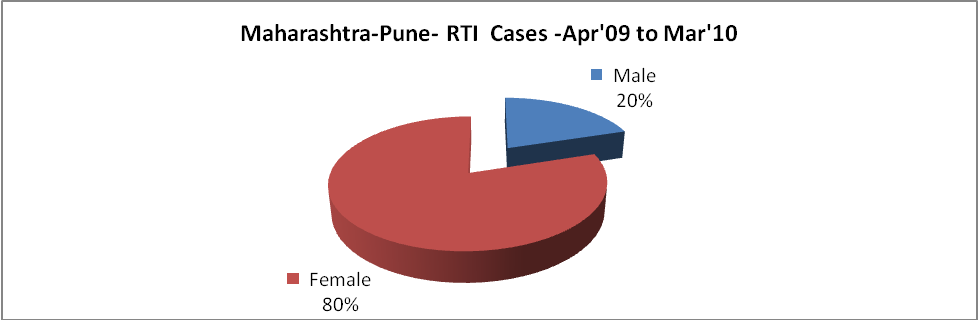 Maharashtra-Pune- RTI  Cases -Apr'09 to Mar'10
Male
20%
Female
80%